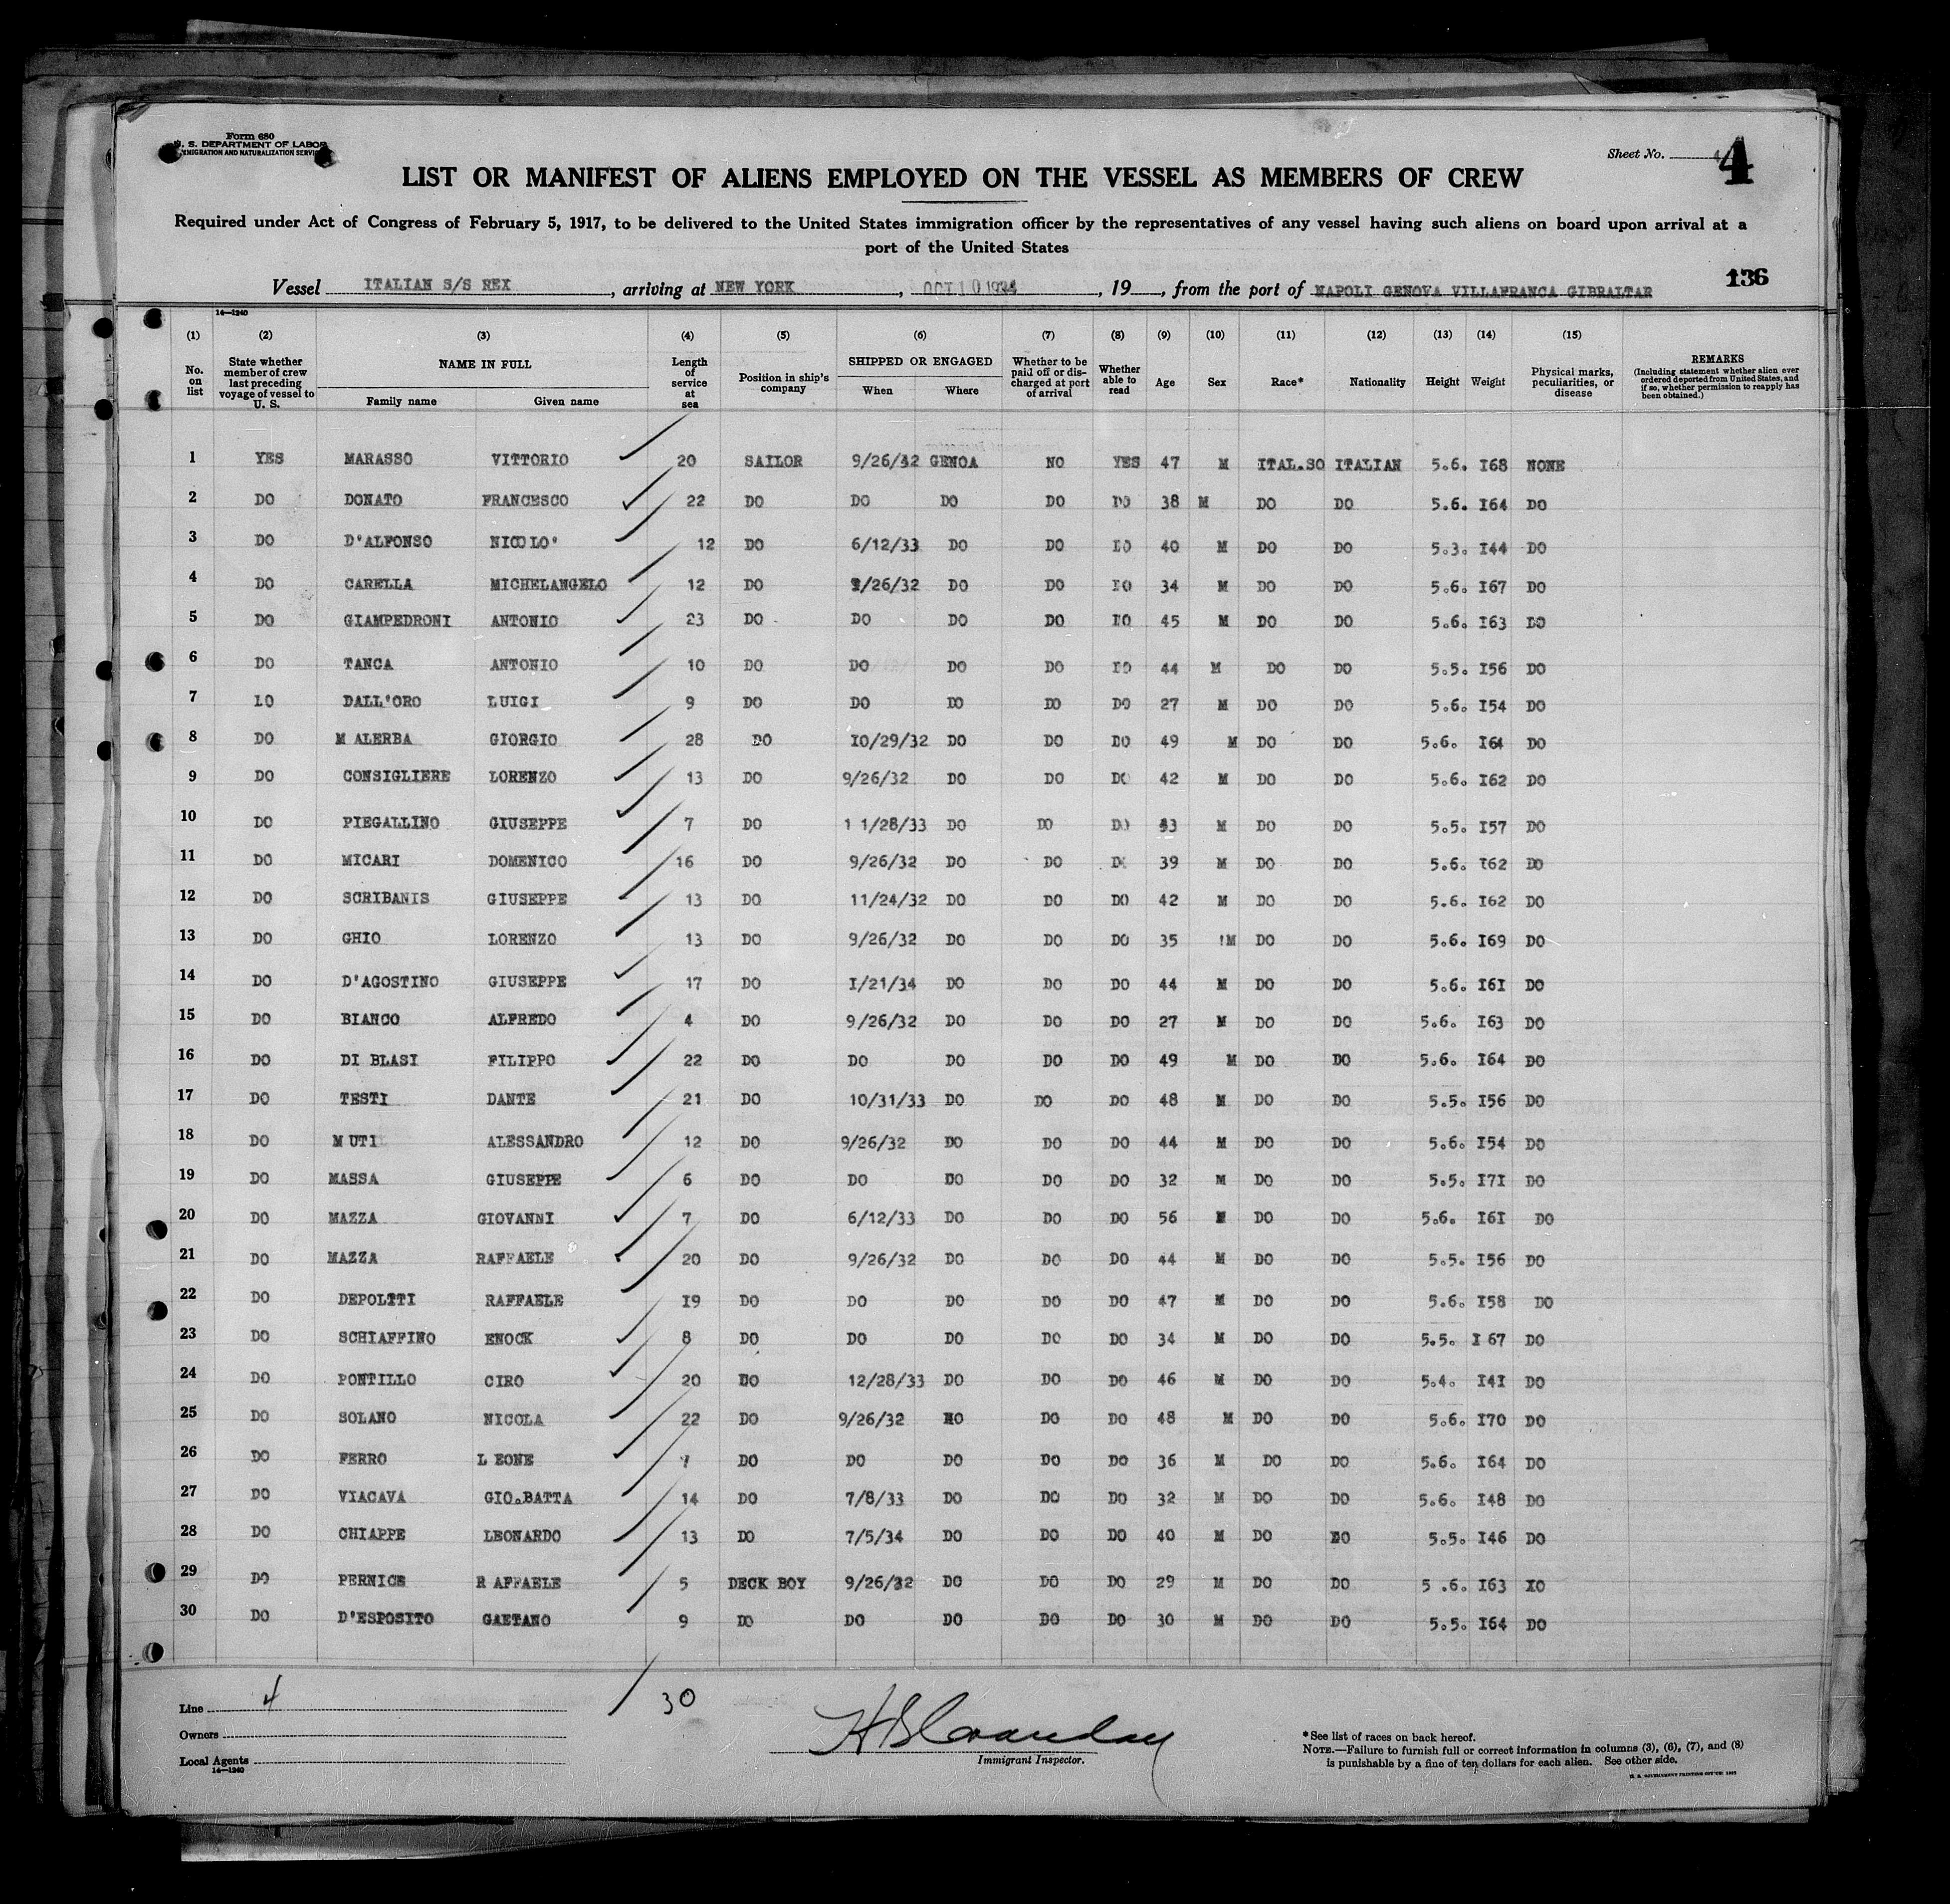 Form 680
U. S. DEPARTMENT OF LABOR
IMMIGRATION AND NATURALIZATION SERVICE
Sheet No. 4
LIST OR MANIFEST OF ALIENS EMPLOYED ON THE VESSEL AS MEMBERS OF CREW
Required under Act of Congress of February 5, 1917, to be delivered to the United States immigration officer by the representatives of any vessel having such aliens on board upon arrival at a
port of the United States
136
Vessel ITALIAN S/S REX, arriving at NEW YORK, OCT 10 1934, 19, from the port of NAPOLI GENOVA VILLAFRANCA GIBRALTAR
14—1240
(1) (2) (3) (4) (5) (6) (7) (8) (9) (10) (11) (12) (13) (14) (15)
No. on list State whether member of crew last preceding voyage of vessel to U. S. NAME IN FULL Family name Given name Length of service at sea Position in ship's company SHIPPED OR ENGAGED When Where Whether to be paid off or discharged at port of arrival Whether able to read Age Sex Race* Nationality Height Weight Physical marks, peculiarities, or disease REMARKS (Including statement whether alien ever ordered deported from United States, and if so, whether permission to reapply has been obtained.)
1 YES MARASSO VITTORIO 20 SAILOR 9/26/32 GENOA NO YES 47 M ITAL.SO ITALIAN 5.6. I68 NONE
2 DO DONATO FRANCESCO 22 DO DO DO DO DO 38 M DO DO 5.6. I64 DO
3 DO D'ALFONSO NICOLO' 12 DO 6/12/33 DO DO DO 40 M DO DO 5.3. I44 DO
4 DO CARELLA MICHELANGELO 12 DO 9/26/32 DO DO DO 34 M DO DO 5.6. I67 DO
5 DO GIAMPEDRONI ANTONIO 23 DO DO DO DO DO 45 M DO DO 5.6. I63 DO
6 DO TANCA ANTONIO 10 DO DO DO DO DO 44 M DO DO 5.5. I56 DO
7 DO DALL'ORO LUIGI 9 DO DO DO DO DO 27 M DO DO 5.6. I54 DO
8 DO M ALERBA GIORGIO 28 DO IO/29/32 DO DO DO 49 M DO DO 5.6. I64 DO
9 DO CONSIGLIERE LORENZO 13 DO 9/26/32 DO DO DO 42 M DO DO 5.6. I62 DO
10 DO PIEGALLINO GIUSEPPE 7 DO 1 1/28/33 DO DO DO 33 M DO DO 5.5. I57 DO
11 DO MICARI DOMENICO 16 DO 9/26/32 DO DO DO 39 M DO DO 5.6. I62 DO
12 DO SCRIBANIS GIUSEPPE 13 DO 11/24/32 DO DO DO 42 M DO DO 5.6. I62 DO
13 DO GHIO LORENZO 13 DO 9/26/32 DO DO DO 35 M DO DO 5.6. I69 DO
14 DO D'AGOSTINO GIUSEPPE 17 DO I/21/34 DO DO DO 44 M DO DO 5.6. I6I DO
15 DO BIANCO ALFREDO 4 DO 9/26/32 DO DO DO 27 M DO DO 5.6. I63 DO
16 DO DI BLASI FILIPPO 22 DO DO DO DO DO 49 M DO DO 5.6. I64 DO
17 DO TESTI DANTE 21 DO 10/31/33 DO DO DO 48 M DO DO 5.5. I56 DO
18 DO M UTI ALESSANDRO 12 DO 9/26/32 DO DO DO 44 M DO DO 5.6. I54 DO
19 DO MASSA GIUSEPPE 6 DO DO DO DO DO 32 M DO DO 5.5. I7I DO
20 DO MAZZA GIOVANNI 7 DO 6/12/33 DO DO DO 56 M DO DO 5.6. I6I DO
21 DO MAZZA RAFFAELE 20 DO 9/26/32 DO DO DO 44 M DO DO 5.5. I56 DO
22 DO DEPOLITI RAFFAELE I9 DO DO DO DO DO 47 M DO DO 5.6. I58 DO
23 DO SCHIAFFINO ENOCK 8 DO DO DO DO DO 34 M DO DO 5.5. I 67 DO
24 DO PONTILLO CIRO 20 DO 12/28/33 DO DO DO 46 M DO DO 5.4. I4I DO
25 DO SOLANO NICOLA 22 DO 9/26/32 DO DO DO 48 M DO DO 5.6. I70 DO
26 DO FERRO L EONE 7 DO DO DO DO DO 36 M DO DO 5.6. I64 DO
27 DO VIACAVA GIO.BATTA 14 DO 7/8/33 DO DO DO 32 M DO DO 5.6. I48 DO
28 DO CHIAPPE LEONARDO 13 DO 7/5/34 DO DO DO 40 M DO DO 5.5. I46 DO
29 DO PERNICE R AFFAELE 5 DECK BOY 9/26/32 DO DO DO 29 M DO DO 5 .6. I63 DO
30 DO D'ESPOSITO GAETANO 9 DO DO DO DO DO 30 M DO DO 5.5. I64 DO
Line 4
30
Owners
Local Agents
14—1240
Immigrant Inspector.
*See list of races on back hereof.
NOTE.—Failure to furnish full or correct information in columns (3), (6), (7), and (8)
is punishable by a fine of ten dollars for each alien. See other side.